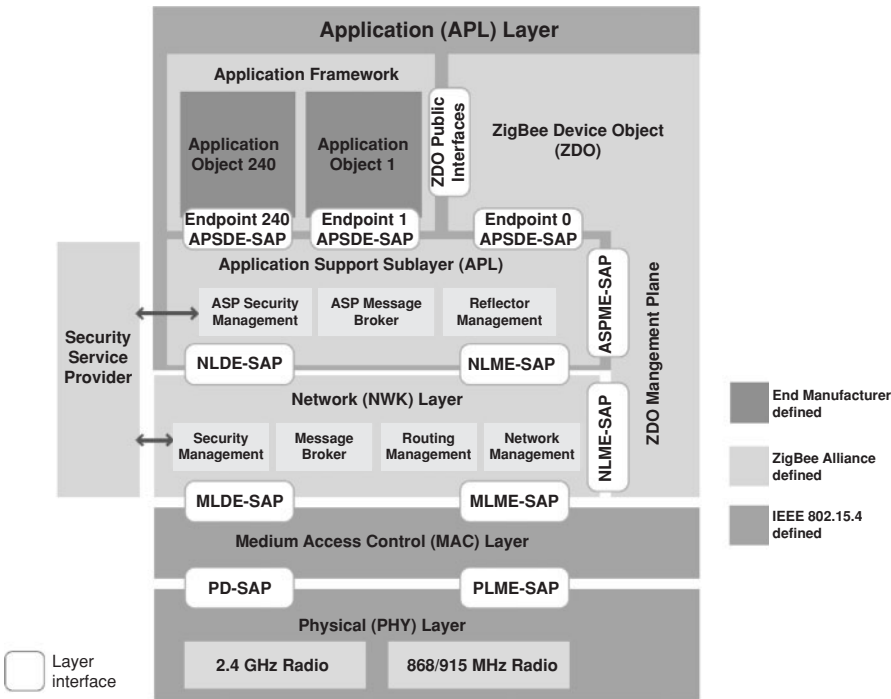 Application (APL) Layer
Application Framework
Application
Object 240
Application
Object 1
ZDO Public
Interfaces
ZigBee Device Object
(ZDO)
Endpoint 240
APSDE-SAP
Endpoint 1
APSDE-SAP
Endpoint 0
APSDE-SAP
Application Support Sublayer (APL)
ASP Security
Management
ASP Message
Broker
Reflector
Management
ASPME-SAP
Security
Service
Provider
NLDE-SAP
NLME-SAP
ZDO Mangement Plane
Network (NWK) Layer
Security
Management
Message
Broker
Routing
Management
Network
Management
NLME-SAP
MLDE-SAP
MLME-SAP
Medium Access Control (MAC) Layer
PD-SAP
PLME-SAP
Physical (PHY) Layer
2.4 GHz Radio
868/915 MHz Radio
End Manufacturer
defined
ZigBee Alliance
defined
IEEE 802.15.4
defined
Layer
interface